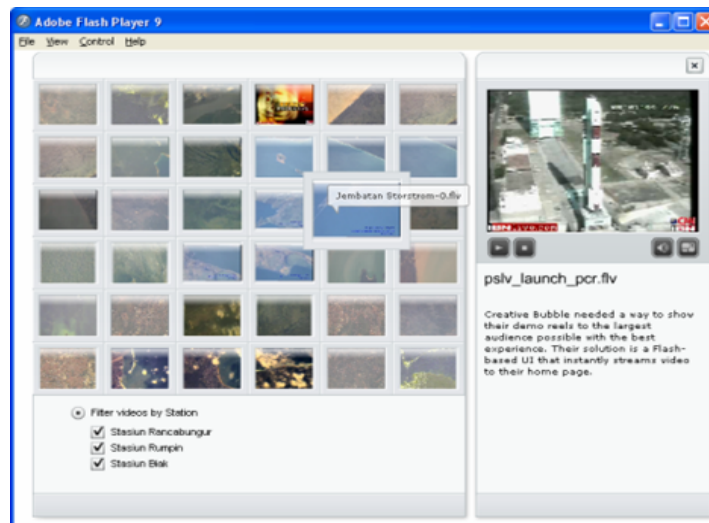 Adobe Flash Player 9
File View Control Help
Jembatan Storstrom-0.flv
pslv_launch_pcr.flv
Creative Bubble needed a way to show
their demo reels to the largest
audience possible with the best
experience. Their solution is a Flash-
based UI that instantly streams video
to their home page.
Filter videos by Station
Stasiun Rancabungur
Stasiun Rumpin
Stasiun Biak